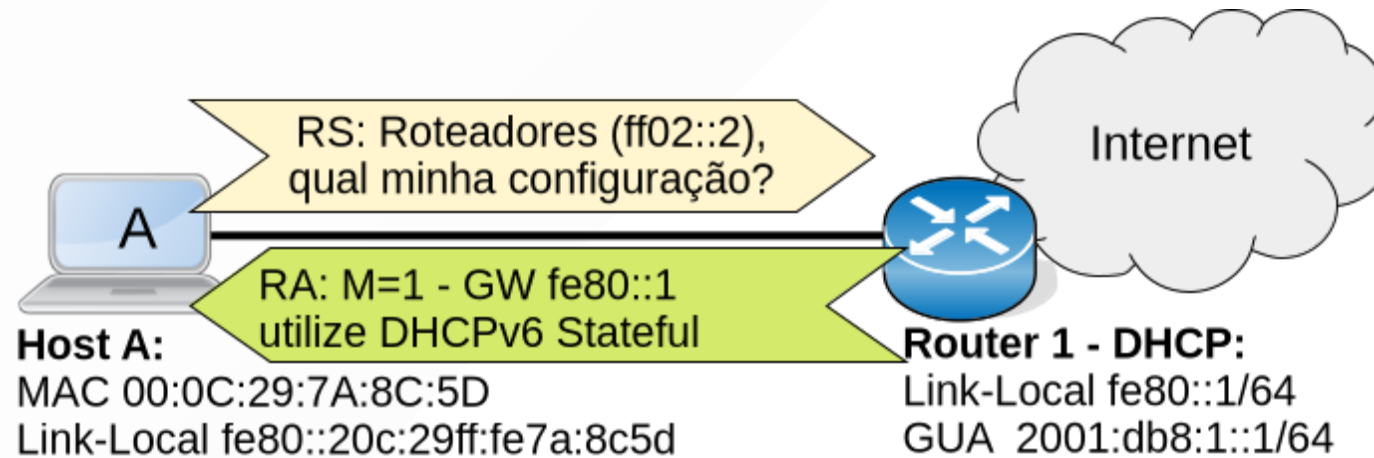 RS: Roteadores (ff02::2),
qual minha configuração?
Internet
A
RA: M=1 - GW fe80::1
utilize DHCPv6 Stateful
Host A:
MAC 00:0C:29:7A:8C:5D
Link-Local fe80::20c:29ff:fe7a:8c5d
Router 1 - DHCP:
Link-Local fe80::1/64
GUA 2001:db8:1::1/64